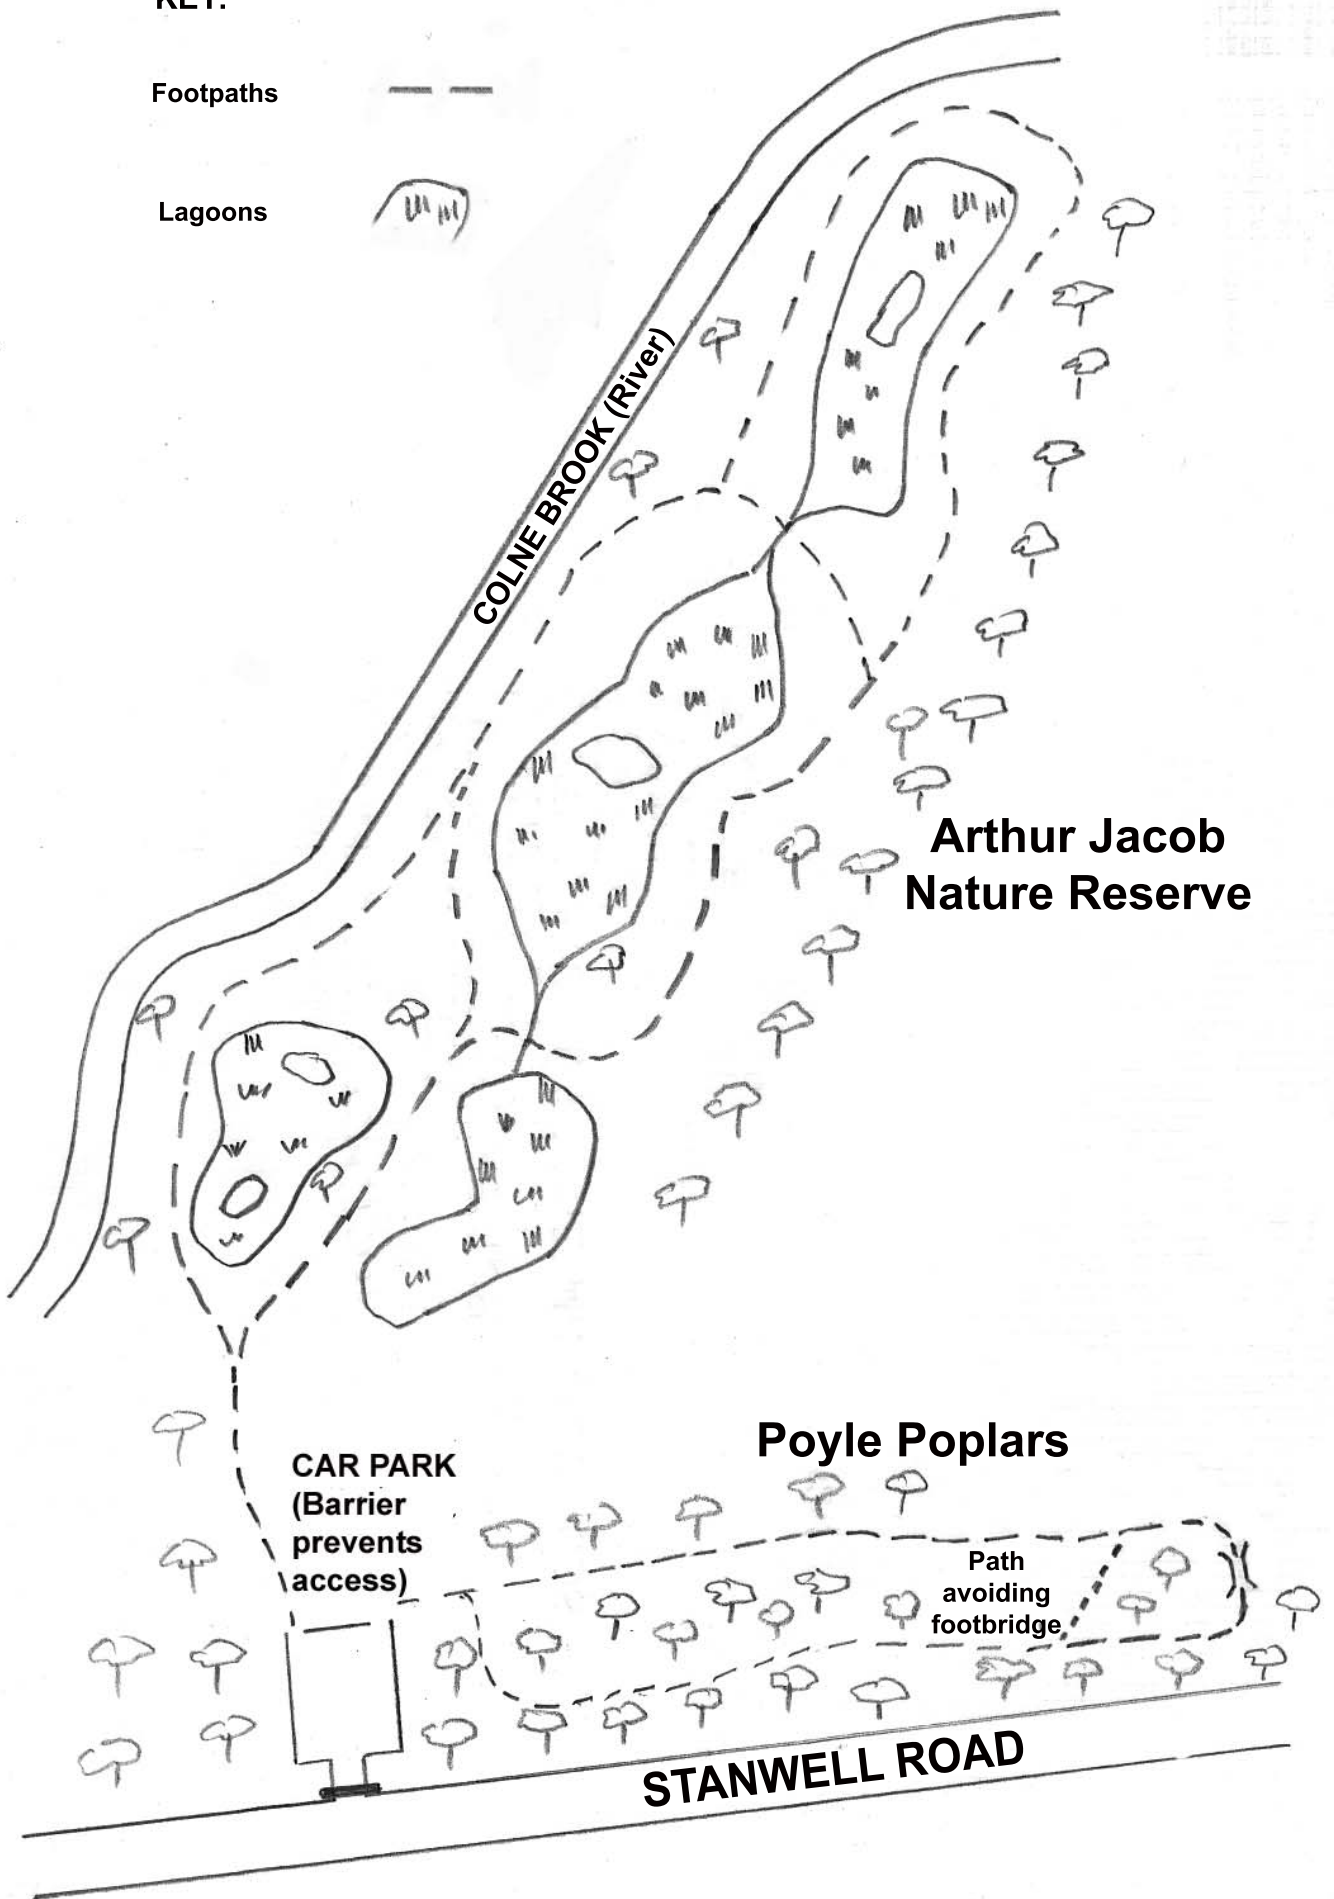 KEY:
Footpaths
Lagoons
COLNE BROOK (River)
Arthur Jacob
Nature Reserve
Poyle Poplars
CAR PARK
(Barrier
prevents
access)
Path
avoiding
footbridge
STANWELL ROAD